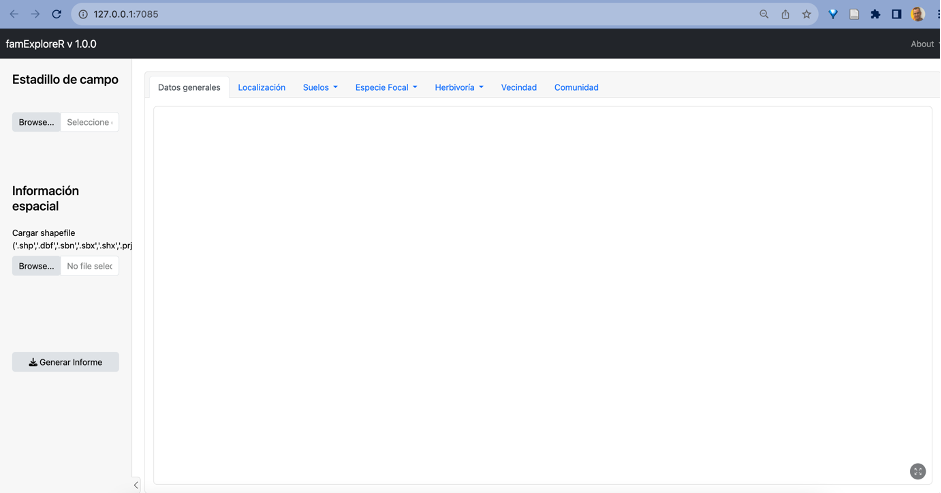 127.0.0.1:7085
famExploreR v 1.0.0
About
Estadillo de campo
Browse... Seleccione
Información
espacial
Cargar shapefile
('.shp','.dbf','.sbn','.sbx','.shx','.prj
Browse... No file selec
Generar Informe
Datos generales Localización Suelos Especie Focal Herbivoría Vecindad Comunidad